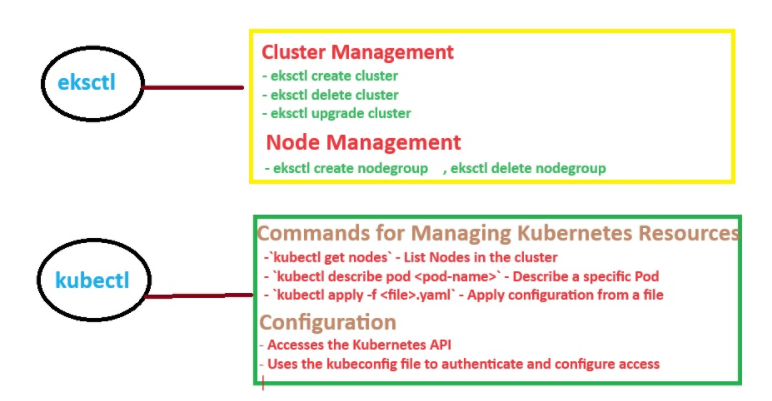 eksctl
Cluster Management
- eksctl create cluster
- eksctl delete cluster
- eksctl upgrade cluster
Node Management
- eksctl create nodegroup , eksctl delete nodegroup
kubectl
Commands for Managing Kubernetes Resources
-`kubectl get nodes` - List Nodes in the cluster
- `kubectl describe pod <pod-name>` - Describe a specific Pod
- `kubectl apply -f <file>.yaml` - Apply configuration from a file
Configuration
- Accesses the Kubernetes API
- Uses the kubeconfig file to authenticate and configure access